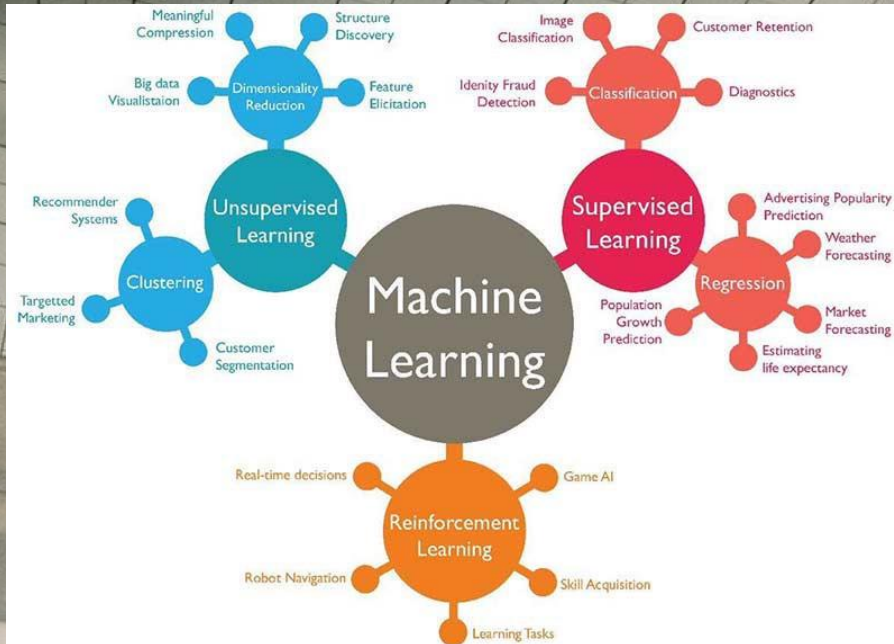 Meaningful
Compression
Structure
Discovery
Big data
Visualistaion
Dimensionality
Reduction
Feature
Elicitation
Unsupervised
Learning
Recommender
Systems
Clustering
Targetted
Marketing
Customer
Segmentation
Machine
Learning
Image
Classification
Customer Retention
Idenity Fraud
Detection
Classification
Diagnostics
Supervised
Learning
Advertising Popularity
Prediction
Weather
Forecasting
Regression
Population
Growth
Prediction
Market
Forecasting
Estimating
life expectancy
Real-time decisions
Game AI
Reinforcement
Learning
Robot Navigation
Skill Acquisition
Learning Tasks